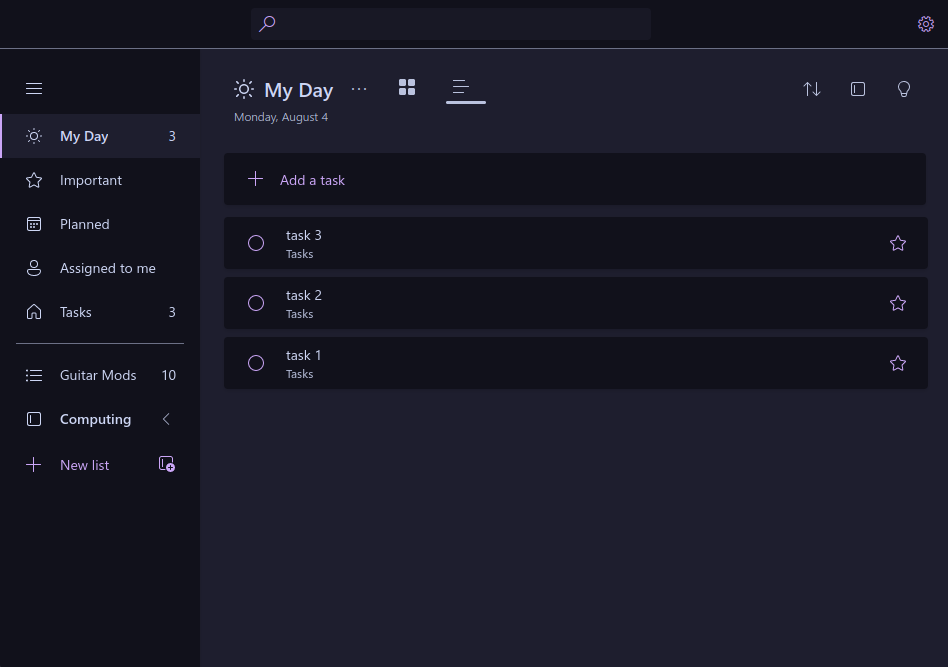 My Day 3
Important
Planned
Assigned to me
Tasks 3
Guitar Mods 10
Computing
New list
My Day
Monday, August 4
Add a task
task 3
Tasks
task 2
Tasks
task 1
Tasks